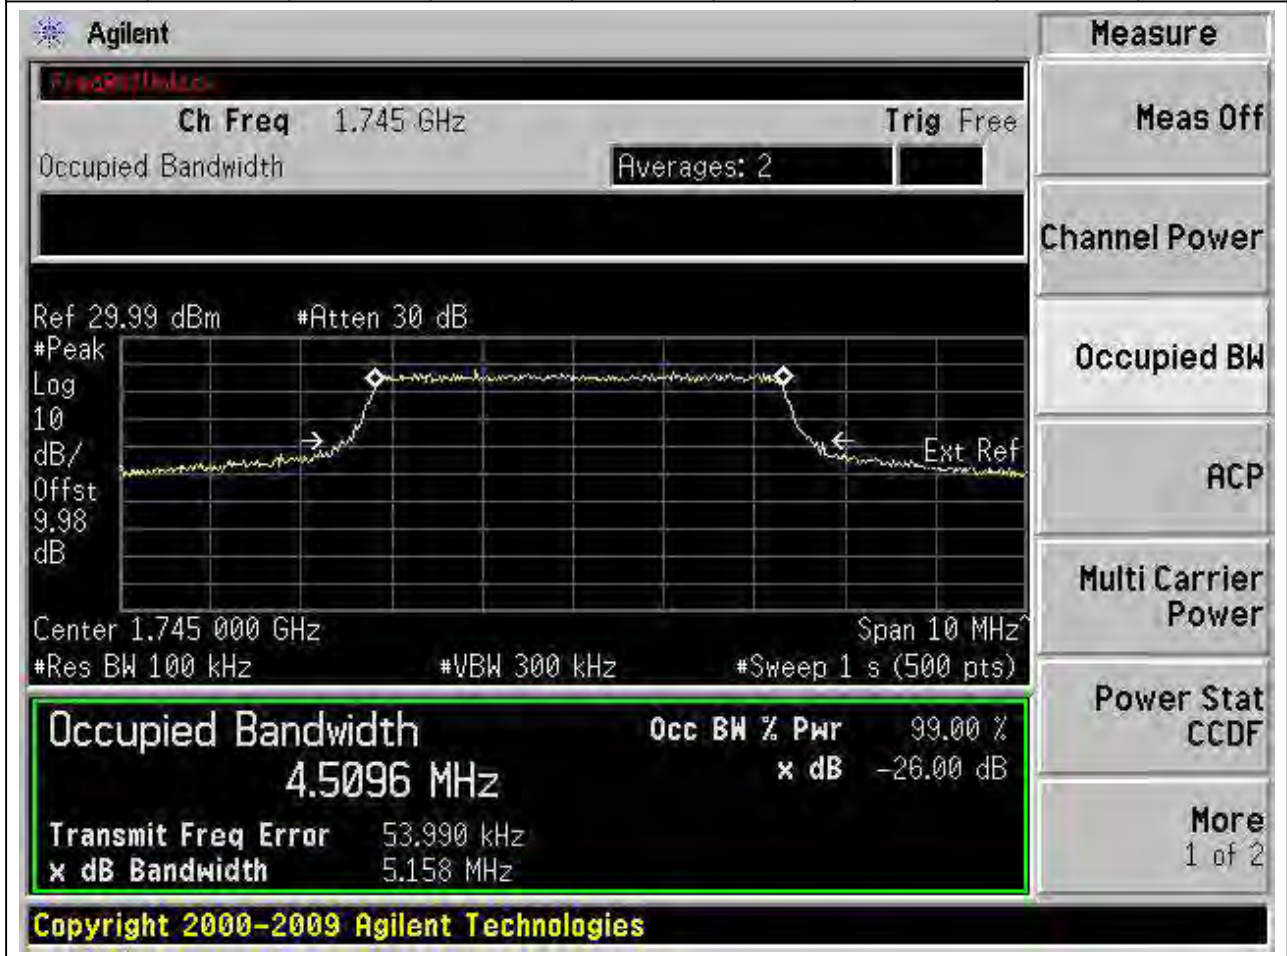 Agilent
Measure
Ch Freq 1.745 GHz Trig Free
Meas Off
Occupied Bandwidth Averages: 2
Channel Power
Ref 29.99 dBm #Atten 30 dB
#Peak
Log
10
dB/
Offst
9.98
dB
Ext Ref
Occupied BW
ACP
Center 1.745 000 GHz Span 10 MHz^
#Res BW 100 kHz #VBW 300 kHz #Sweep 1 s (500 pts)
Multi Carrier
Power
Occupied Bandwidth Occ BW % Pwr 99.00 %
4.5096 MHz x dB -26.00 dB
Power Stat
CCDF
Transmit Freq Error 53.990 kHz
x dB Bandwidth 5.158 MHz
More
1 of 2
Copyright 2000-2009 Agilent Technologies